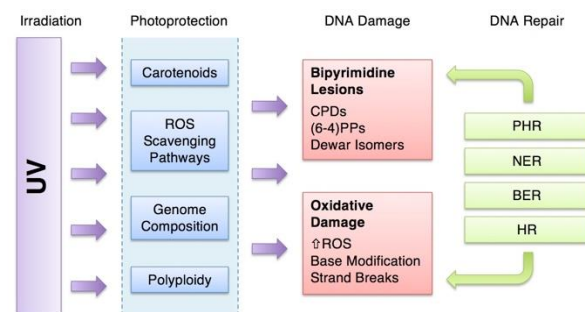 Irradiation
Photoprotection
DNA Damage
DNA Repair
UV
Carotenoids
ROS
Scavenging
Pathways
Genome
Composition
Polyploidy
Bipyrimidine
Lesions
CPDs
(6-4)PPs
Dewar Isomers
Oxidative
Damage
⇧ROS
Base Modification
Strand Breaks
PHR
NER
BER
HR